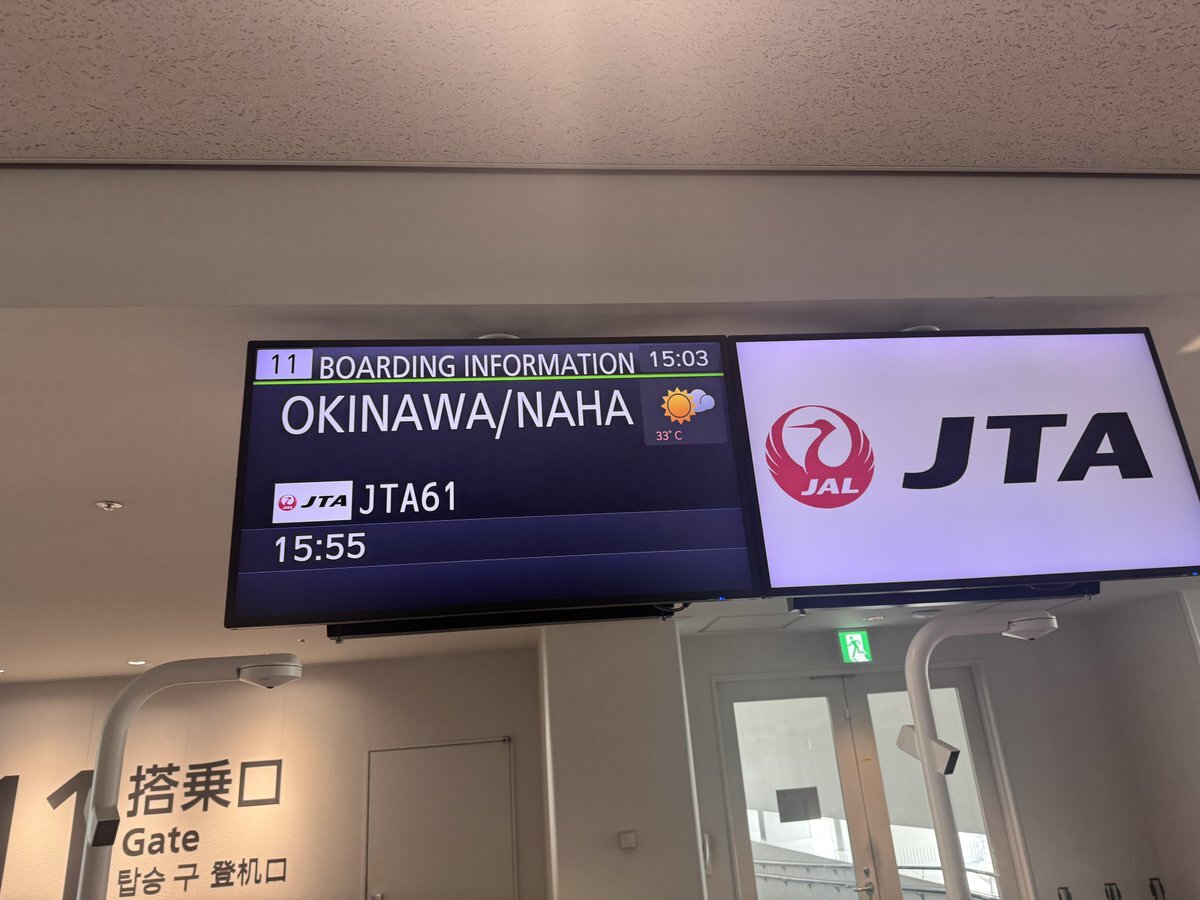 11 BOARDING INFORMATION 15:03
OKINAWA/NAHA
33°C
JAL JTA JTA61
15:55
JAL JTA
11 搭乗口
Gate
탑승 구 登机口